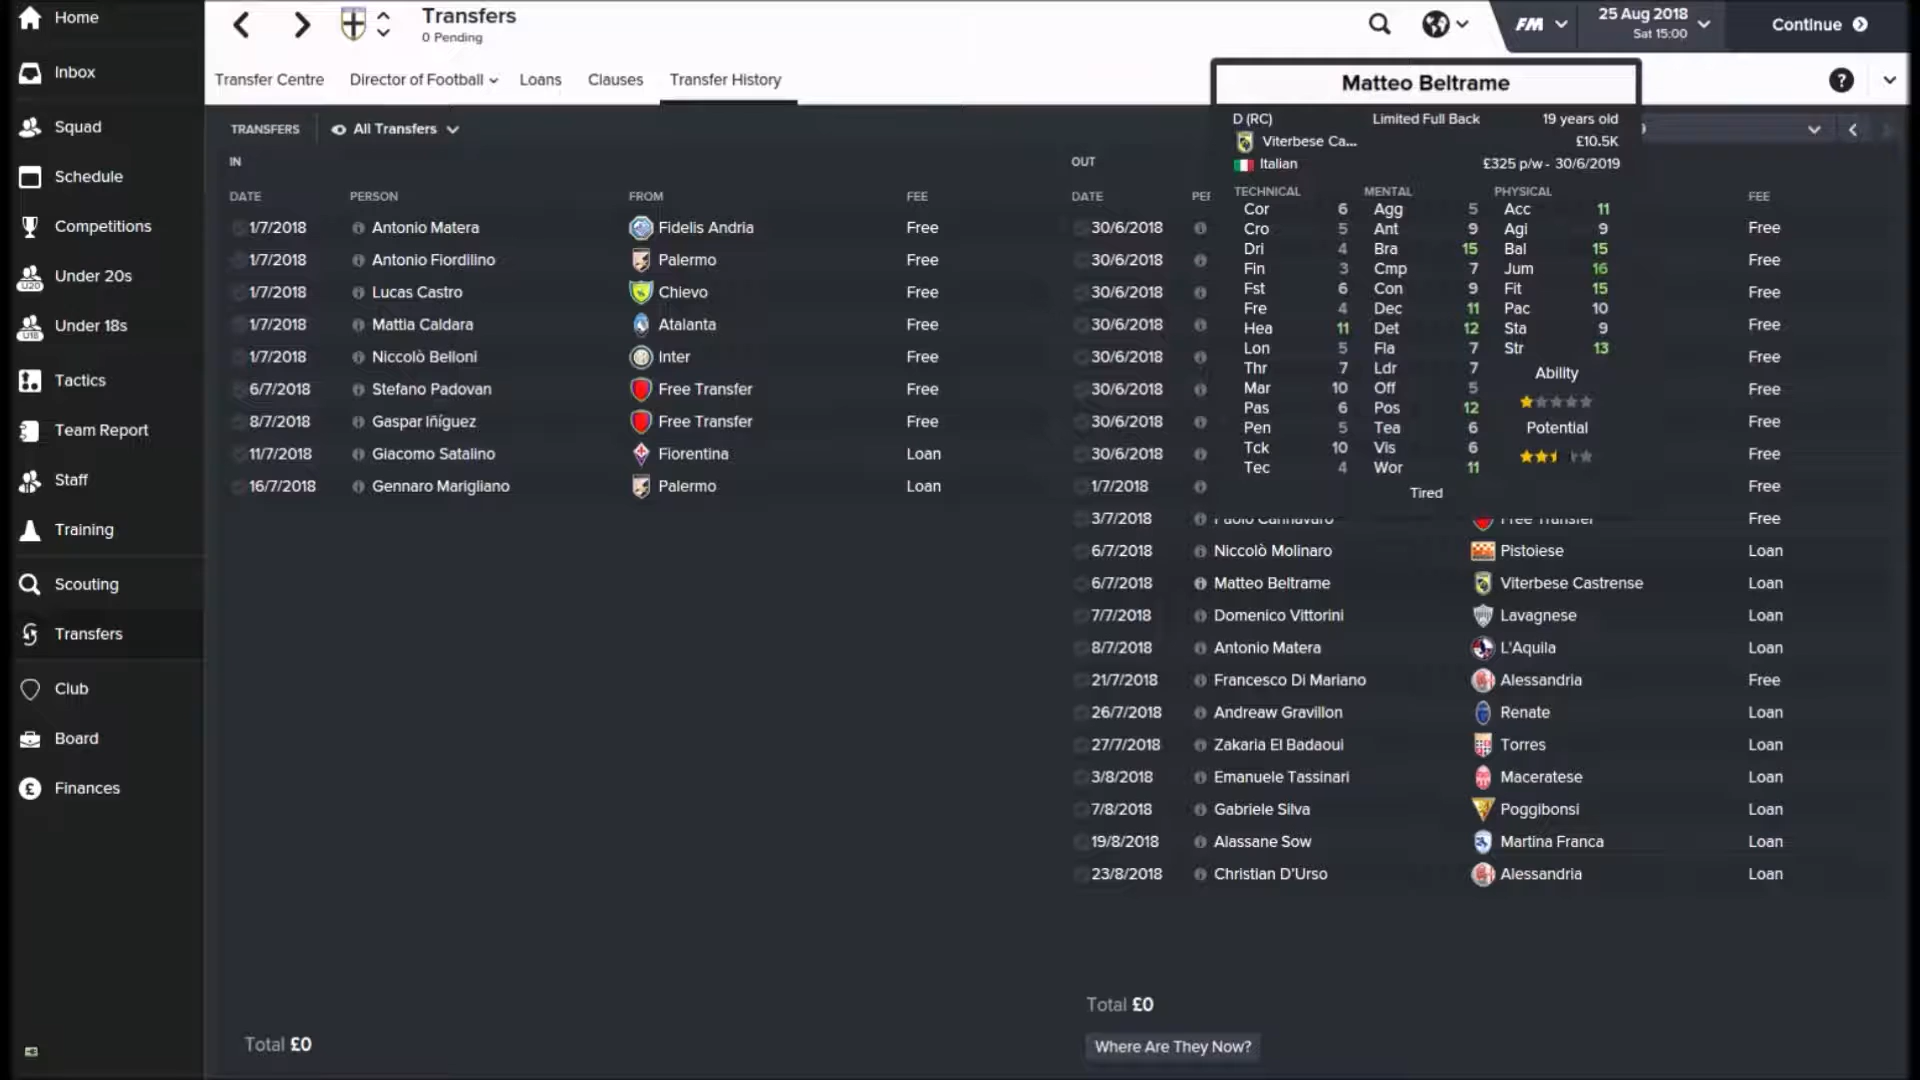 Home
Inbox
Squad
Schedule
Competitions
U20 Under 20s
U18 Under 18s
Tactics
Team Report
Staff
Training
Scouting
Transfers
Club
Board
£ Finances
Transfers
0 Pending
FM
25 Aug 2018
Sat 15:00
Continue
Transfer Centre Director of Football Loans Clauses Transfer History
?
TRANSFERS All Transfers
IN
DATE PERSON FROM FEE
1/7/2018 Antonio Matera Fidelis Andria Free
1/7/2018 Antonio Fiordilino Palermo Free
1/7/2018 Lucas Castro Chievo Free
1/7/2018 Mattia Caldara Atalanta Free
1/7/2018 Niccolò Belloni Inter Free
6/7/2018 Stefano Padovan Free Transfer Free
8/7/2018 Gaspar Iñíguez Free Transfer Free
11/7/2018 Giacomo Satalino Fiorentina Loan
16/7/2018 Gennaro Marigliano Palermo Loan
Total £0
OUT
DATE PER FEE
30/6/2018 Free
30/6/2018 Free
30/6/2018 Free
30/6/2018 Free
30/6/2018 Free
30/6/2018 Free
30/6/2018 Free
30/6/2018 Free
1/7/2018 Free
3/7/2018 Paolo Cannavaro Free Transfer Free
6/7/2018 Niccolò Molinaro Pistoiese Loan
6/7/2018 Matteo Beltrame Viterbese Castrense Loan
7/7/2018 Domenico Vittorini Lavagnese Loan
8/7/2018 Antonio Matera L'Aquila Loan
21/7/2018 Francesco Di Mariano Alessandria Free
26/7/2018 Andreaw Gravillon Renate Loan
27/7/2018 Zakaria El Badaoui Torres Loan
3/8/2018 Emanuele Tassinari Maceratese Loan
7/8/2018 Gabriele Silva Poggibonsi Loan
19/8/2018 Alassane Sow Martina Franca Loan
23/8/2018 Christian D'Urso Alessandria Loan
Total £0
Where Are They Now?
Matteo Beltrame
D (RC) Limited Full Back 19 years old
Viterbese Ca... £10.5K
Italian £325 p/w - 30/6/2019
TECHNICAL MENTAL PHYSICAL
Cor 6 Agg 5 Acc 11
Cro 5 Ant 9 Agi 9
Dri 4 Bra 15 Bal 15
Fin 3 Cmp 7 Jum 16
Fst 6 Con 9 Fit 15
Fre 4 Dec 11 Pac 10
Hea 11 Det 12 Sta 9
Lon 5 Fla 7 Str 13
Thr 7 Ldr 7
Ability
Mar 10 Off 5
Pas 6 Pos 12
Pen 5 Tea 6
Potential
Tck 10 Vis 6
Tec 4 Wor 11
Tired